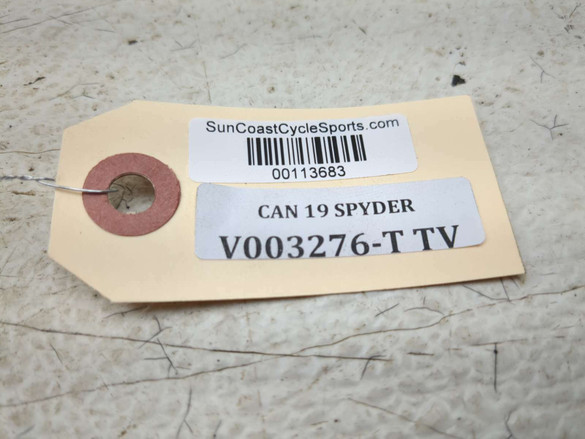 SunCoastCycleSports.com
00113683
CAN 19 SPYDER
V003276-T TV